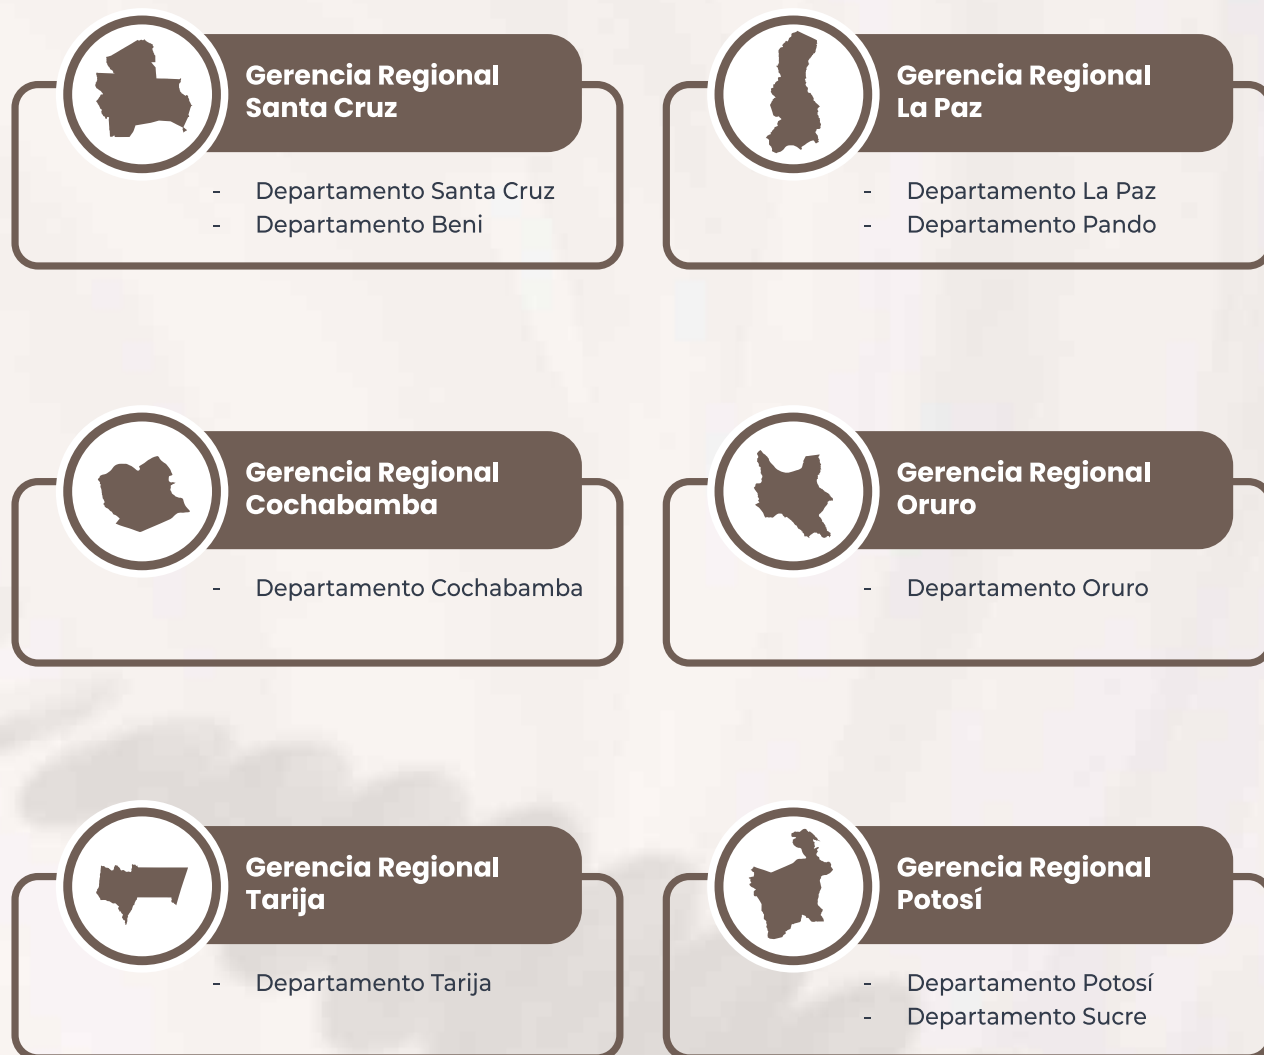 Gerencia Regional
Santa Cruz
- Departamento Santa Cruz
- Departamento Beni
Gerencia Regional
La Paz
- Departamento La Paz
- Departamento Pando
Gerencia Regional
Cochabamba
- Departamento Cochabamba
Gerencia Regional
Oruro
- Departamento Oruro
Gerencia Regional
Tarija
- Departamento Tarija
Gerencia Regional
Potosí
- Departamento Potosí
- Departamento Sucre